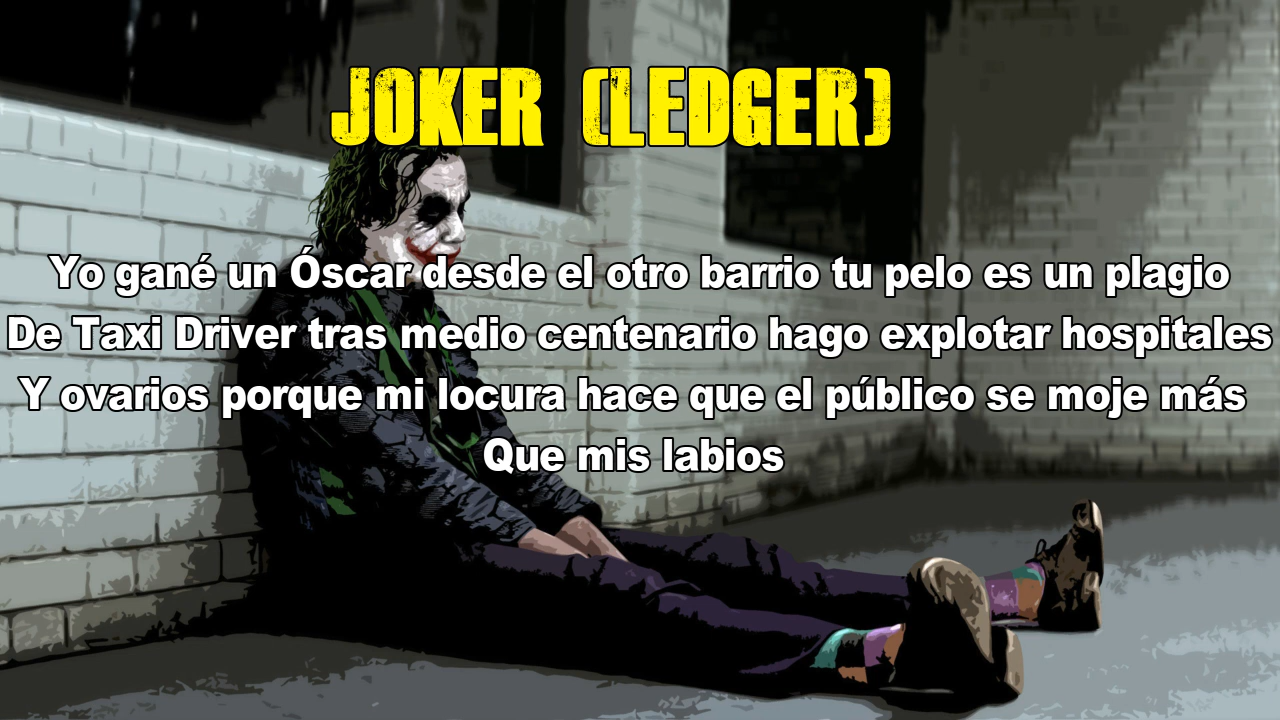 JOKER (LEDGER)
Yo gané un Óscar desde el otro barrio tu pelo es un plagio
De Taxi Driver tras medio centenario hago explotar hospitales
Y ovarios porque mi locura hace que el público se moje más
Que mis labios